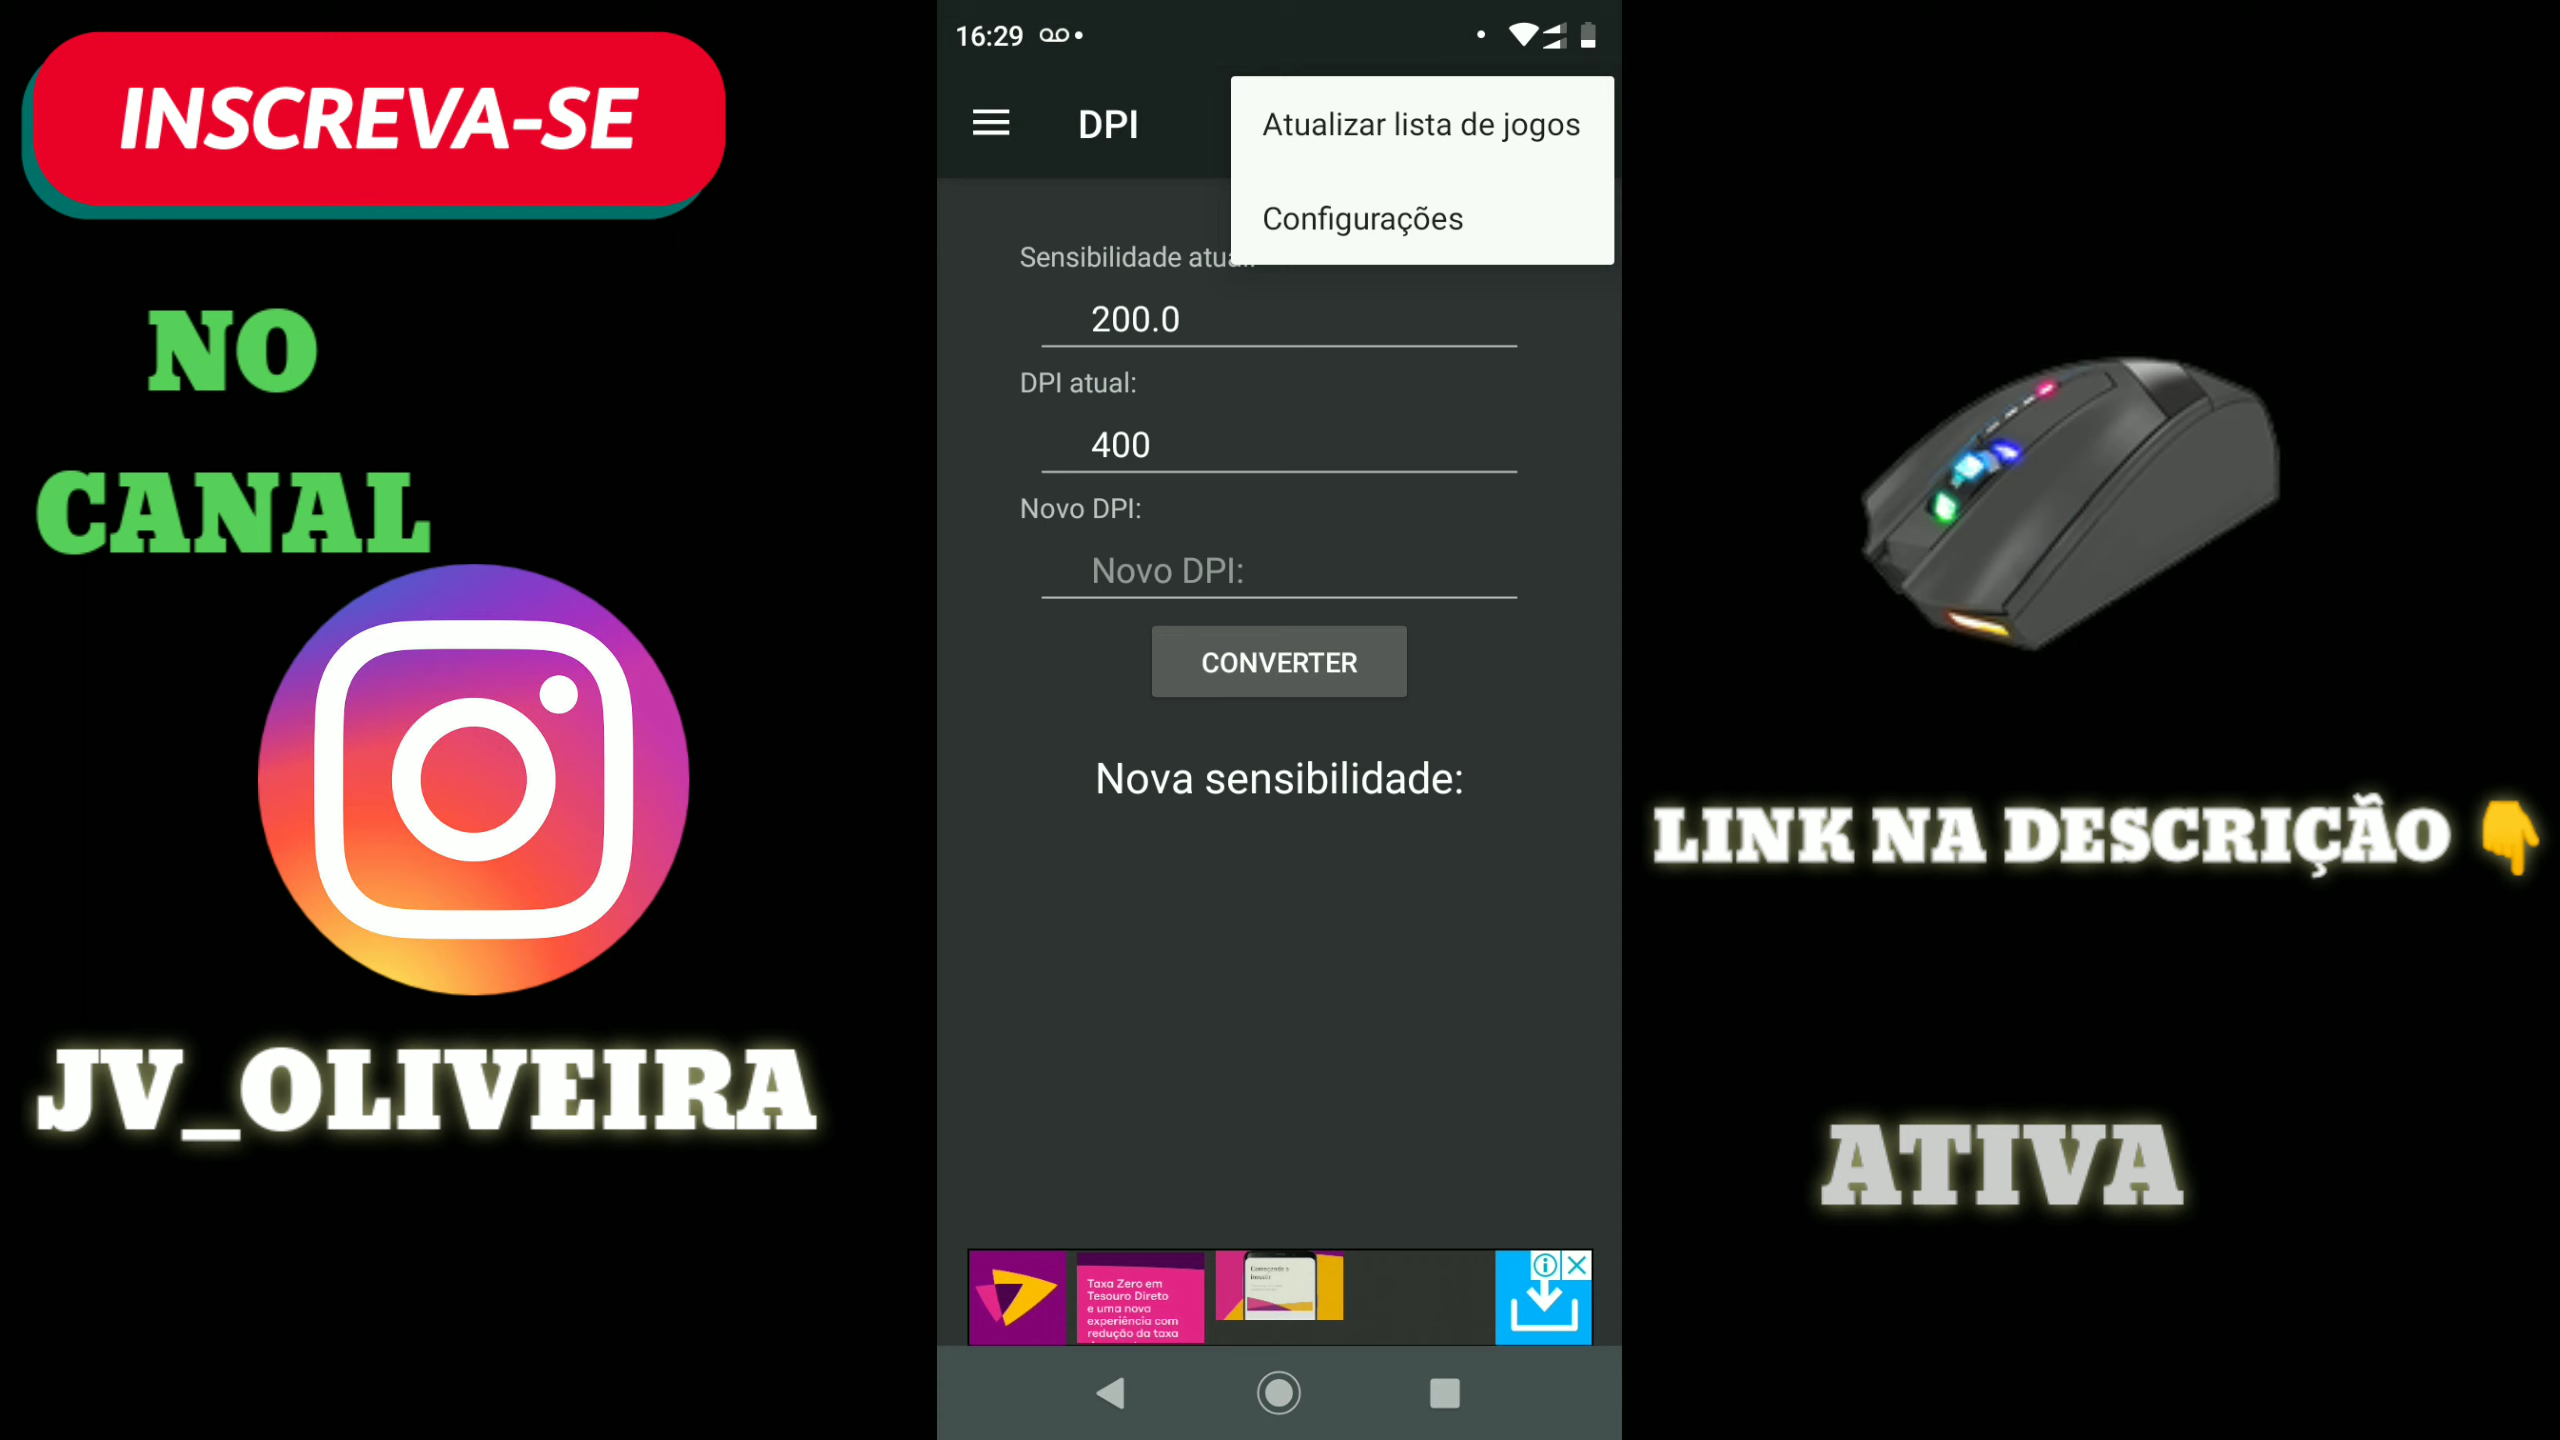 INSCREVA-SE
NO
CANAL
JV_OLIVEIRA
16:29
DPI
Atualizar lista de jogos
Configurações
Sensibilidade atual:
200.0
DPI atual:
400
Novo DPI:
Novo DPI:
CONVERTER
Nova sensibilidade:
Taxa Zero em
Tesouro Direto
e uma nova
experiência com
redução da taxa
Começando a
investir
LINK NA DESCRIÇÃO 👇
ATIVA